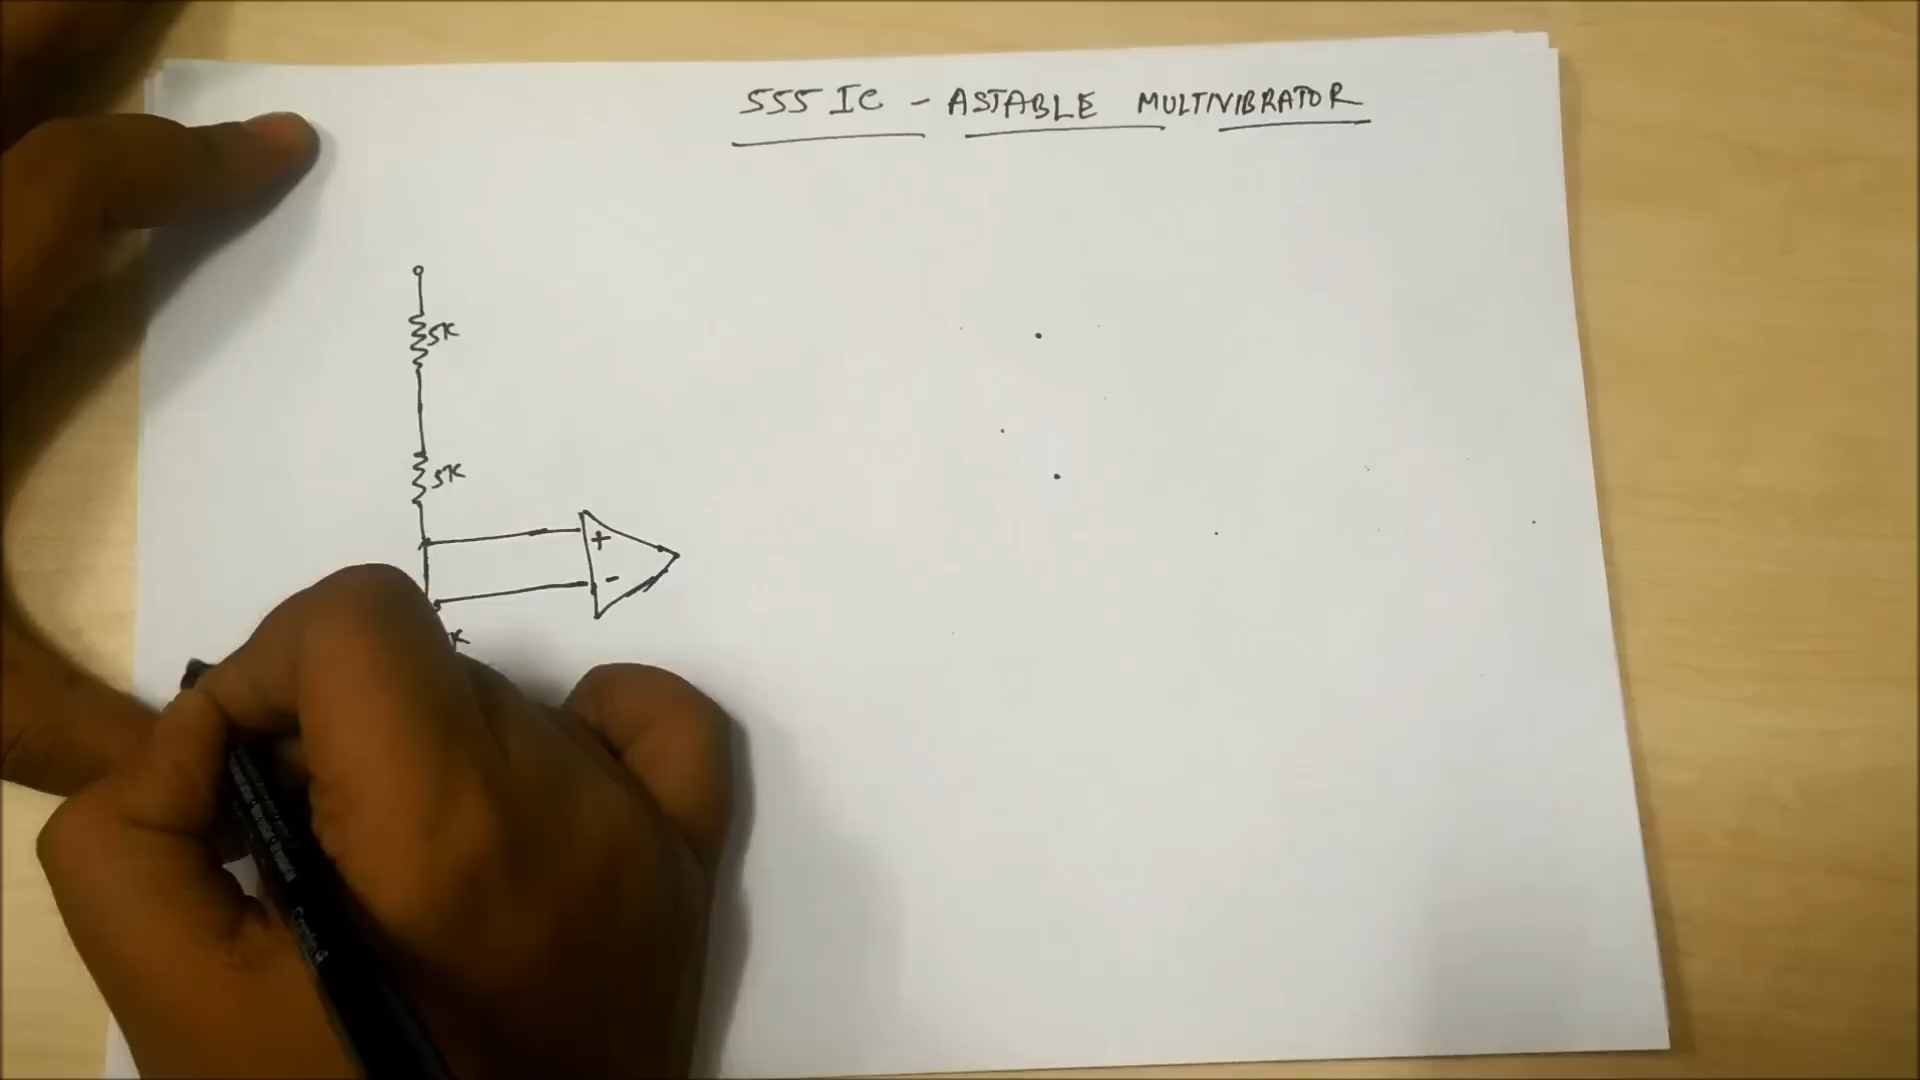 555 IC - ASTABLE MULTIVIBRATOR
5K
5K
+
-
K